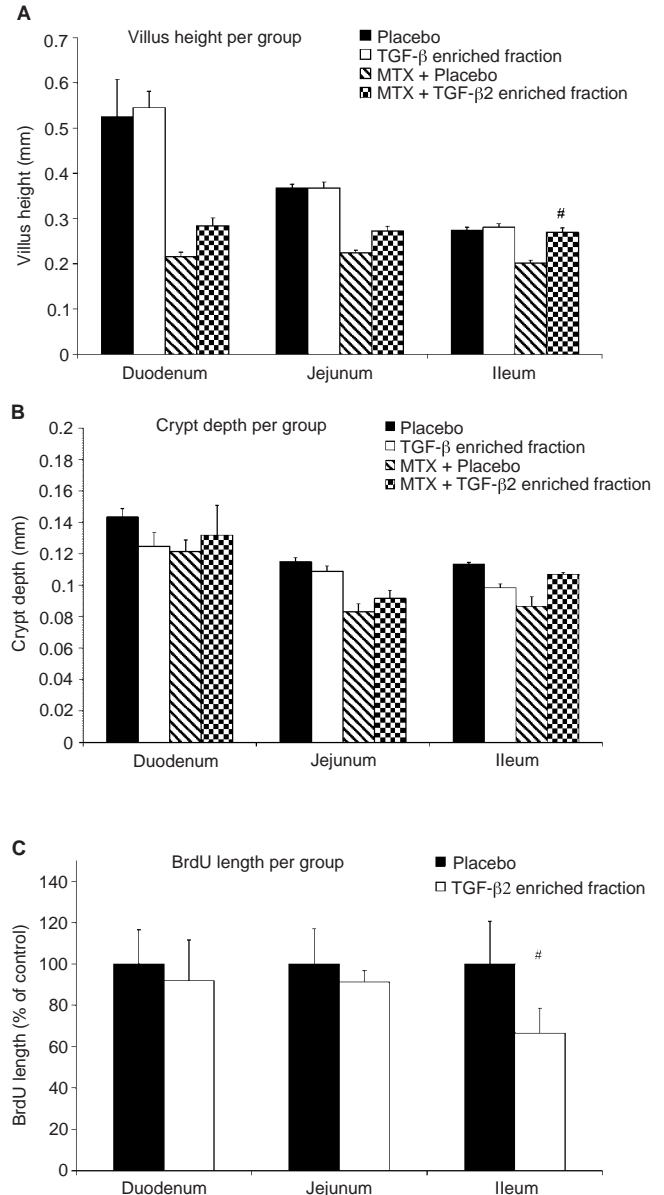 A
Villus height per group
Placebo
TGF-β enriched fraction
MTX + Placebo
MTX + TGF-β2 enriched fraction
Villus height (mm)
0.7
0.6
0.5
0.4
0.3
0.2
0.1
0
#
Duodenum Jejunum Ileum
B
Crypt depth per group
Placebo
TGF-β enriched fraction
MTX + Placebo
MTX + TGF-β2 enriched fraction
Crypt depth (mm)
0.2
0.18
0.16
0.14
0.12
0.1
0.08
0.06
0.04
0.02
0
Duodenum Jejunum Ileum
C
BrdU length per group
Placebo
TGF-β2 enriched fraction
BrdU length (% of control)
140
120
100
80
60
40
20
0
#
Duodenum Jejunum Ileum